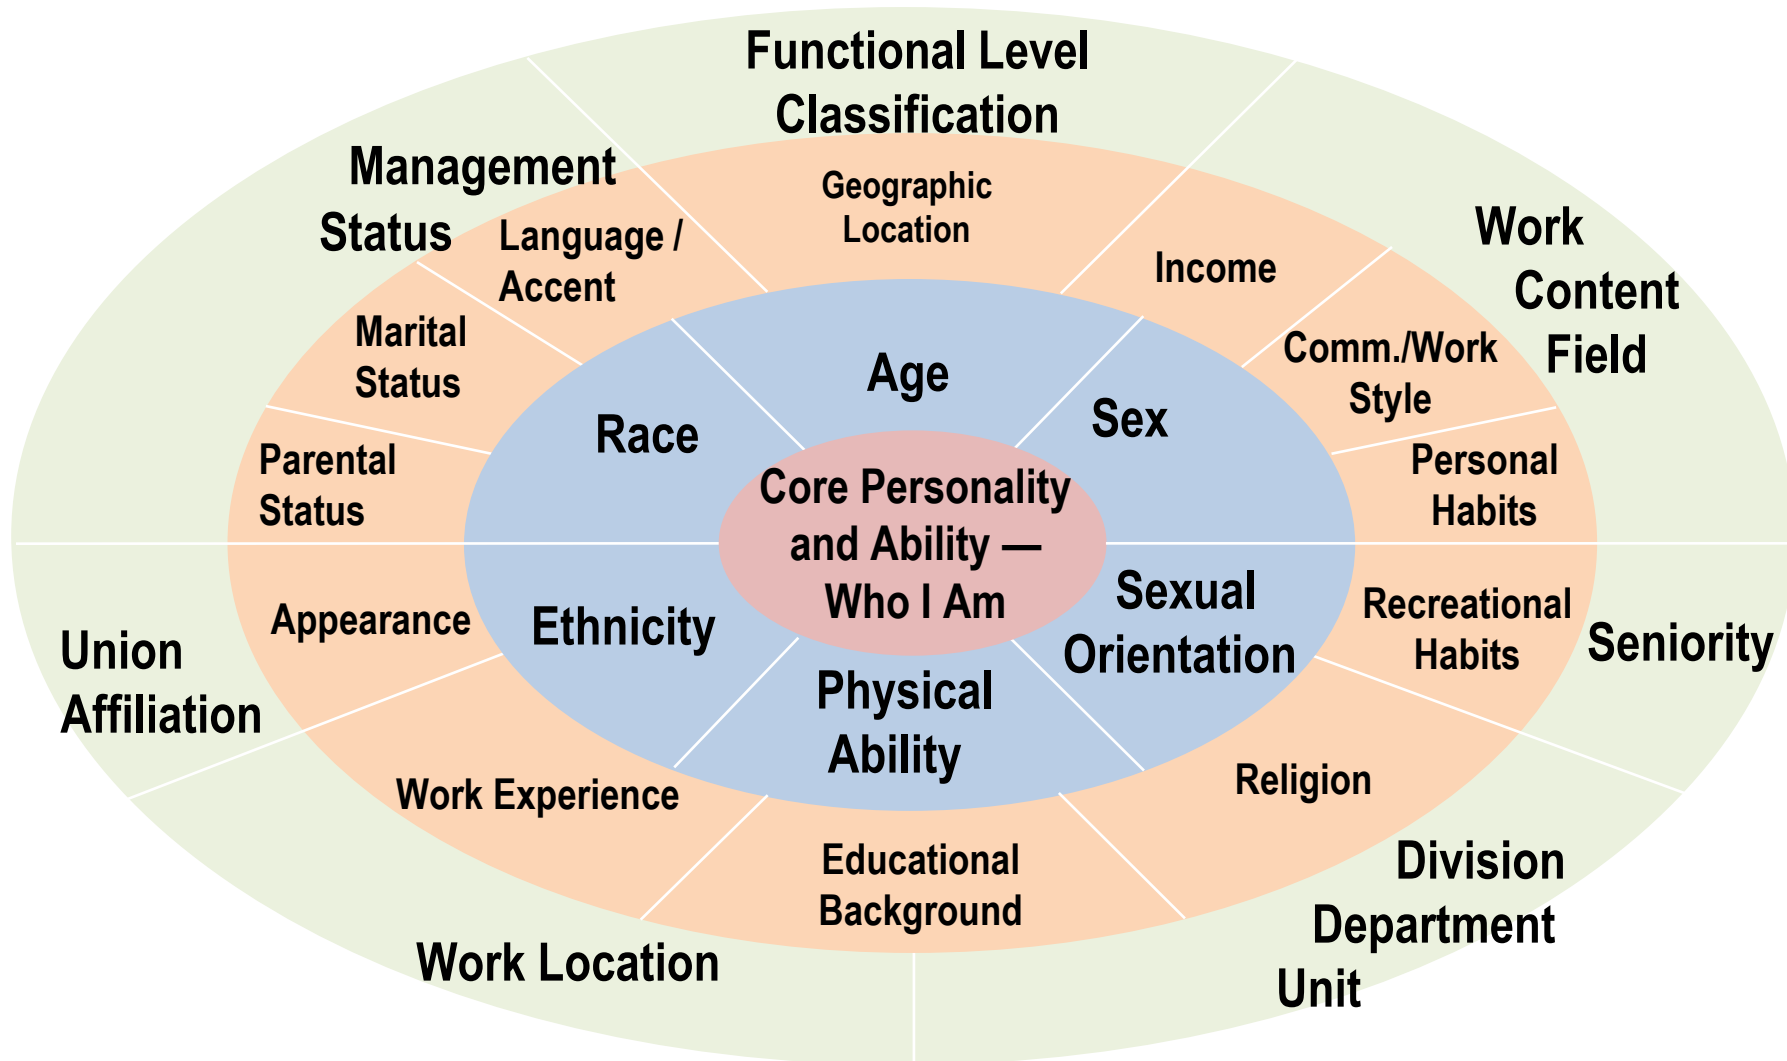 Functional Level
Classification
Management
Status
Work
Content
Field
Geographic
Location
Language /
Accent
Income
Marital
Status
Comm./Work
Style
Parental
Status
Personal
Habits
Age
Race
Sex
Core Personality
and Ability —
Who I Am
Ethnicity
Sexual
Orientation
Physical
Ability
Appearance
Recreational
Habits
Union
Affiliation
Seniority
Work Experience
Religion
Educational
Background
Work Location
Division
Department
Unit